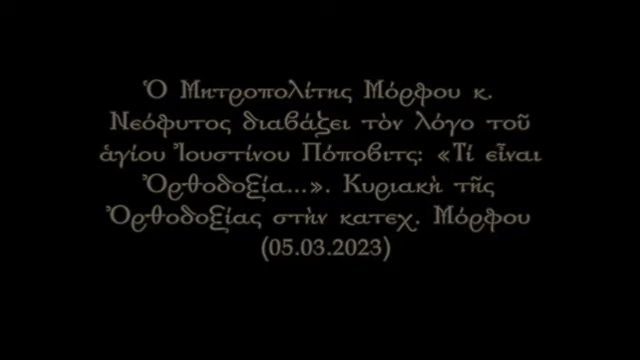 Ὁ Μητροπολίτης Μόρφου κ.
Νεόφυτος διαβάζει τὸν λόγο τοῦ
ἁγίου Ἰουστίνου Πόποβιτς: «Τί εἶναι
Ὀρθοδοξία...». Κυριακὴ τῆς
Ὀρθοδοξίας στὴν κατεχ. Μόρφου
(05.03.2023)